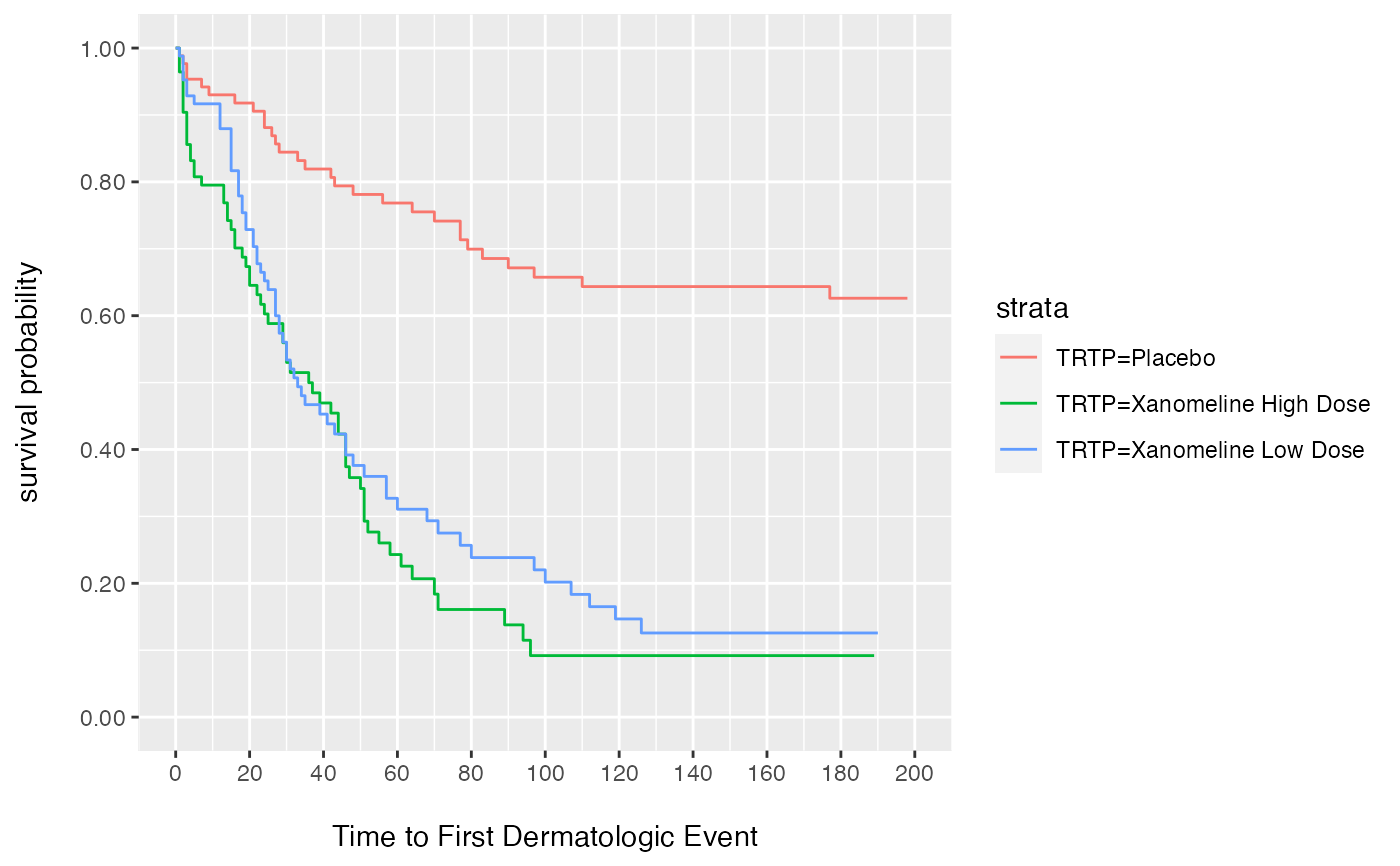 1.00
0.80
0.60
0.40
0.20
0.00
survival probability
0 20 40 60 80 100 120 140 160 180 200
Time to First Dermatologic Event
strata
TRTP=Placebo
TRTP=Xanomeline High Dose
TRTP=Xanomeline Low Dose